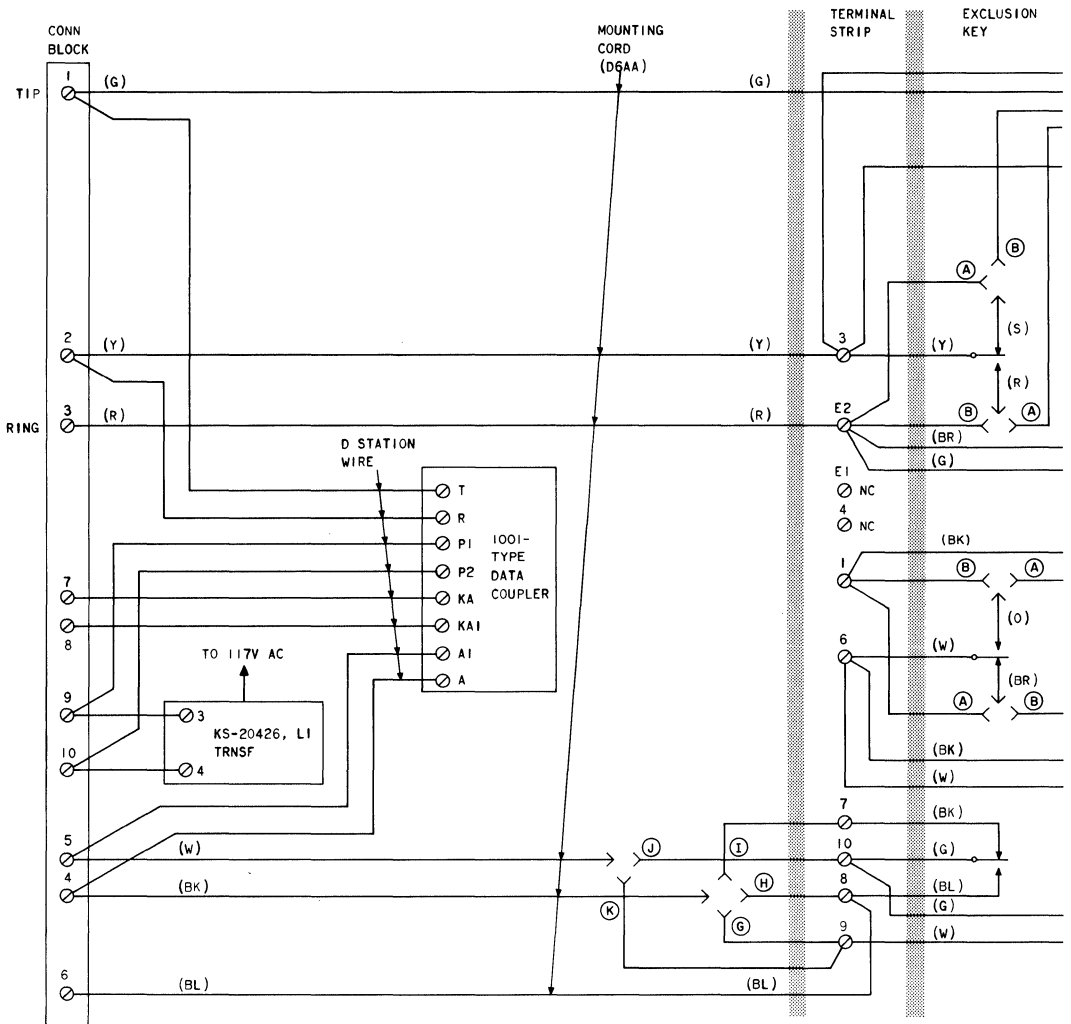 CONN
BLOCK
MOUNTING
CORD
(D6AA)
TERMINAL
STRIP
EXCLUSION
KEY
TIP
1
(G)
(G)
B
A
(S)
2
(Y)
(Y)
3
(Y)
(R)
RING
3
(R)
(R)
E2
B
A
(BR)
(G)
D STATION
WIRE
E1
NC
4
NC
T
R
P1
P2
KA
KA1
A1
A
1001-
TYPE
DATA
COUPLER
(BK)
1
B
A
(O)
7
8
6
(W)
(BR)
A
B
TO 117V AC
9
3
KS-20426, L1
TRNSF
10
4
(BK)
(W)
7
(BK)
5
(W)
J
I
10
(G)
4
(BK)
K
H
8
(BL)
(G)
G
9
(W)
6
(BL)
(BL)